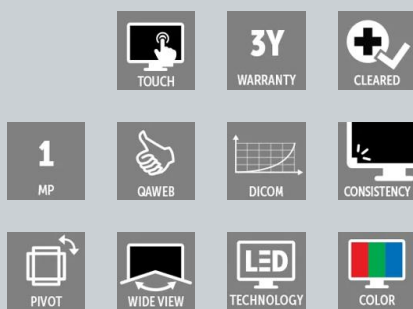 TOUCH
3Y
WARRANTY
CLEARED
1
MP
QAWEB
DICOM
CONSISTENCY
PIVOT
WIDE VIEW
LED
TECHNOLOGY
COLOR